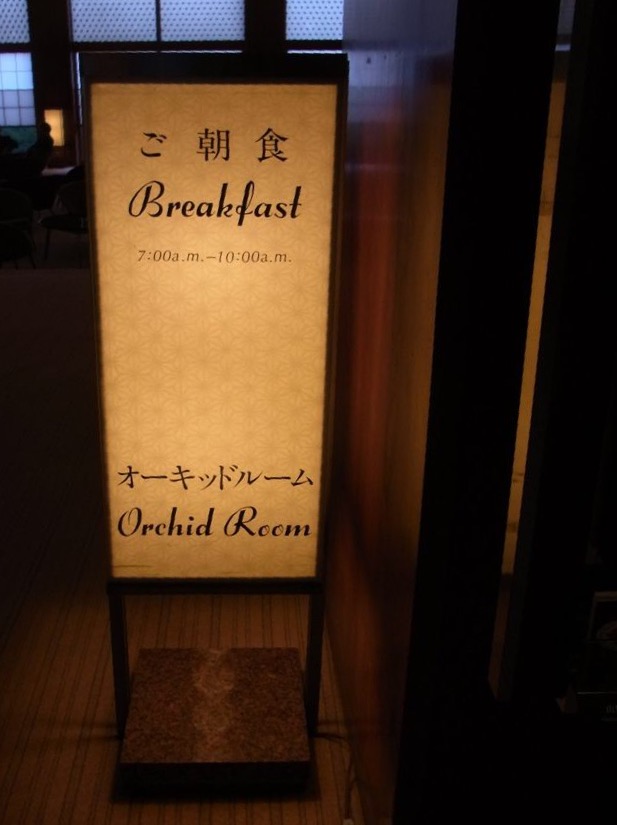 ご朝食
Breakfast
7:00a.m.–10:00a.m.
オーキッドルーム
Orchid Room